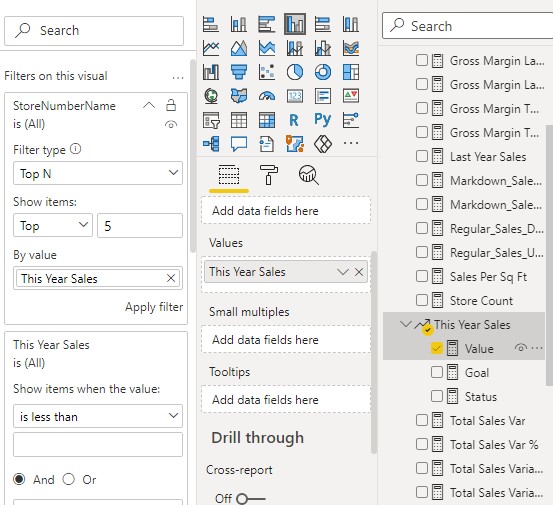 Search
Filters on this visual
...
StoreNumberName
is (All)
Filter type
Top N
Show items:
Top
5
By value
This Year Sales
Apply filter
This Year Sales
is (All)
Show items when the value:
is less than
And
Or
123
R
Py
...
Add data fields here
Values
This Year Sales
Small multiples
Add data fields here
Tooltips
Add data fields here
Drill through
Cross-report
Off
Search
Gross Margin La...
Gross Margin La...
Gross Margin T...
Gross Margin T...
Last Year Sales
Markdown_Sale...
Markdown_Sale...
Regular_Sales_D...
Regular_Sales_U...
Sales Per Sq Ft
Store Count
This Year Sales
Value
...
Goal
Status
Total Sales Var
Total Sales Var %
Total Sales Varia...
Total Sales Varia...